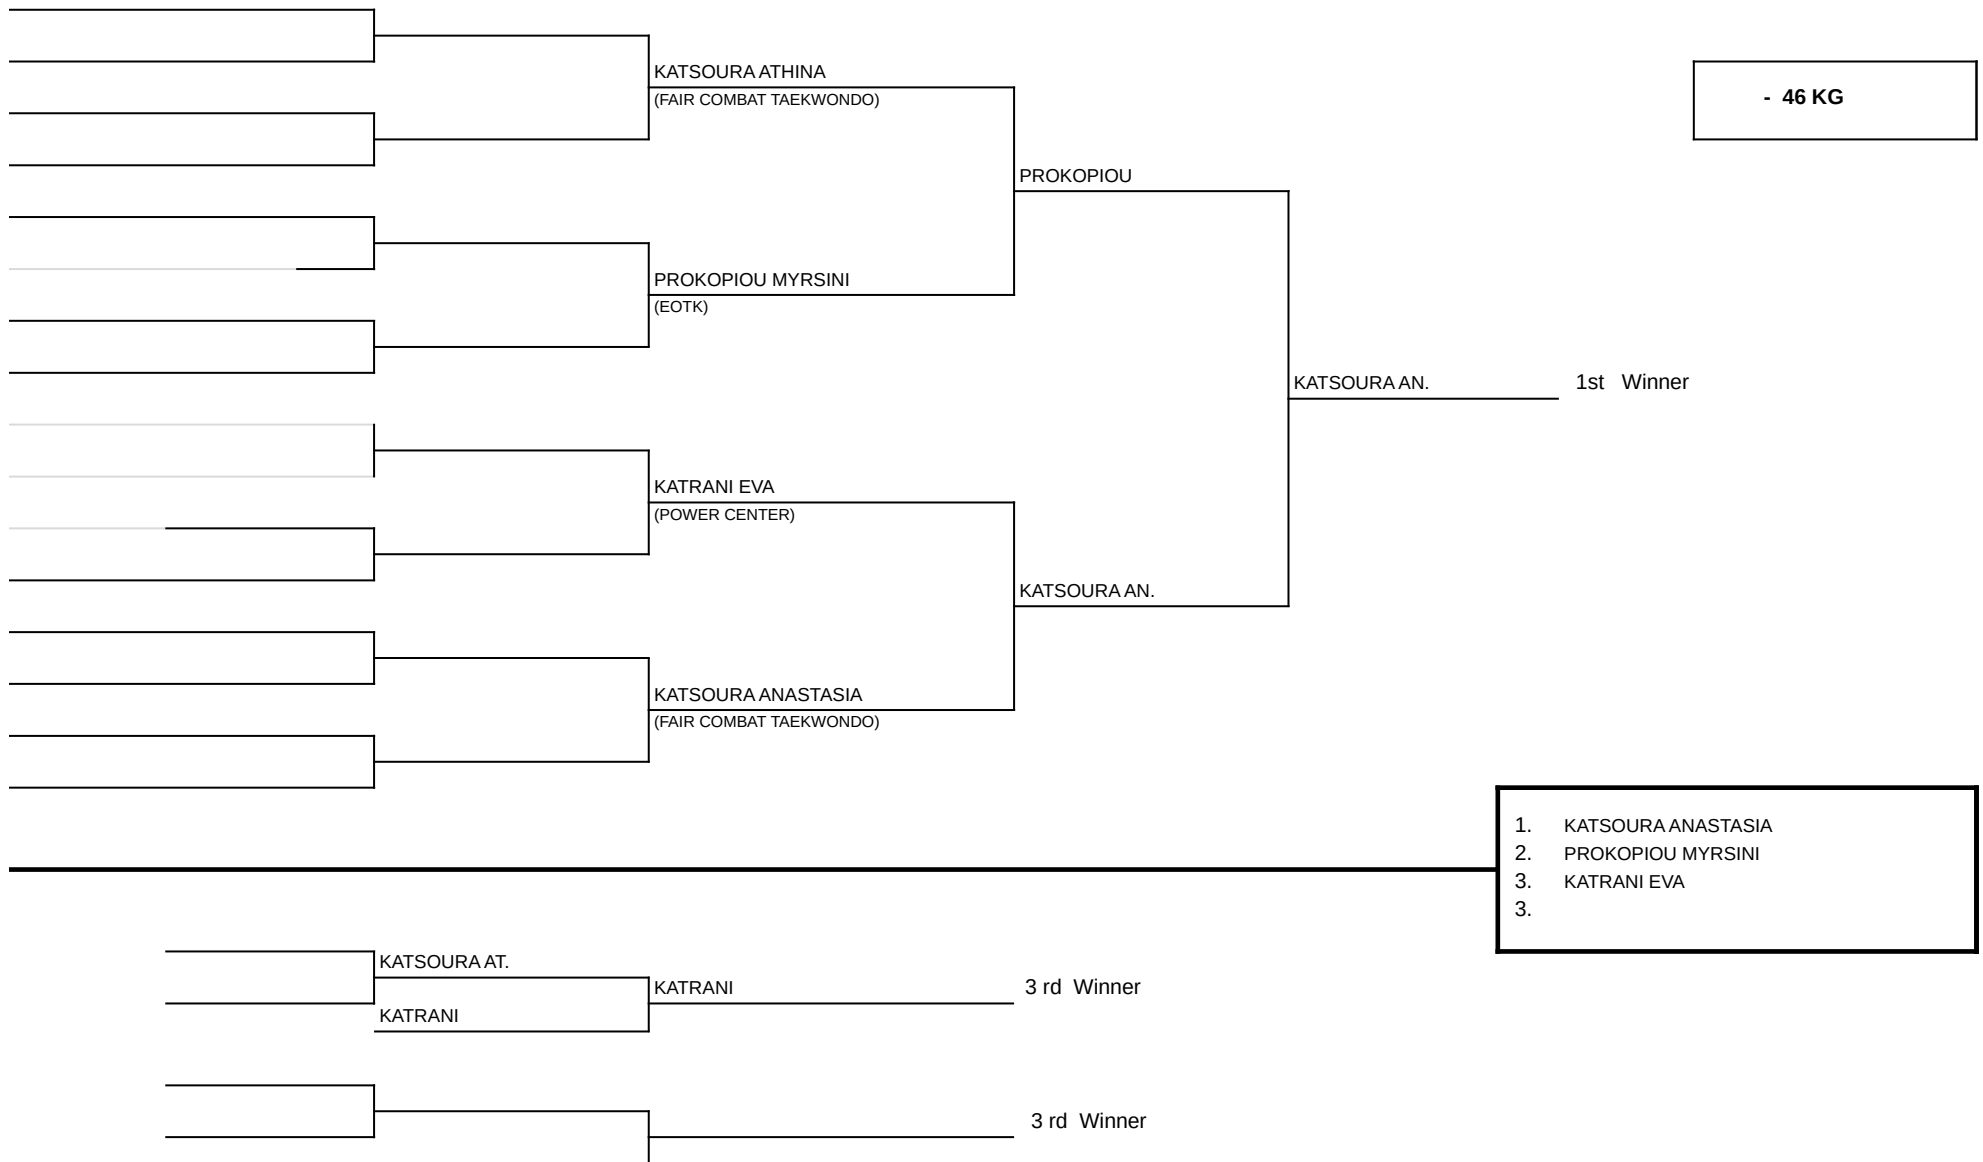 KATSOURA ATHINA
(FAIR COMBAT TAEKWONDO)
- 46 KG
PROKOPIOU
PROKOPIOU MYRSINI
(EOTK)
KATSOURA AN.
1st Winner
KATRANI EVA
(POWER CENTER)
KATSOURA AN.
KATSOURA ANASTASIA
(FAIR COMBAT TAEKWONDO)
1. KATSOURA ANASTASIA
2. PROKOPIOU MYRSINI
3. KATRANI EVA
3.
KATSOURA AT.
KATRANI
3 rd Winner
KATRANI
3 rd Winner